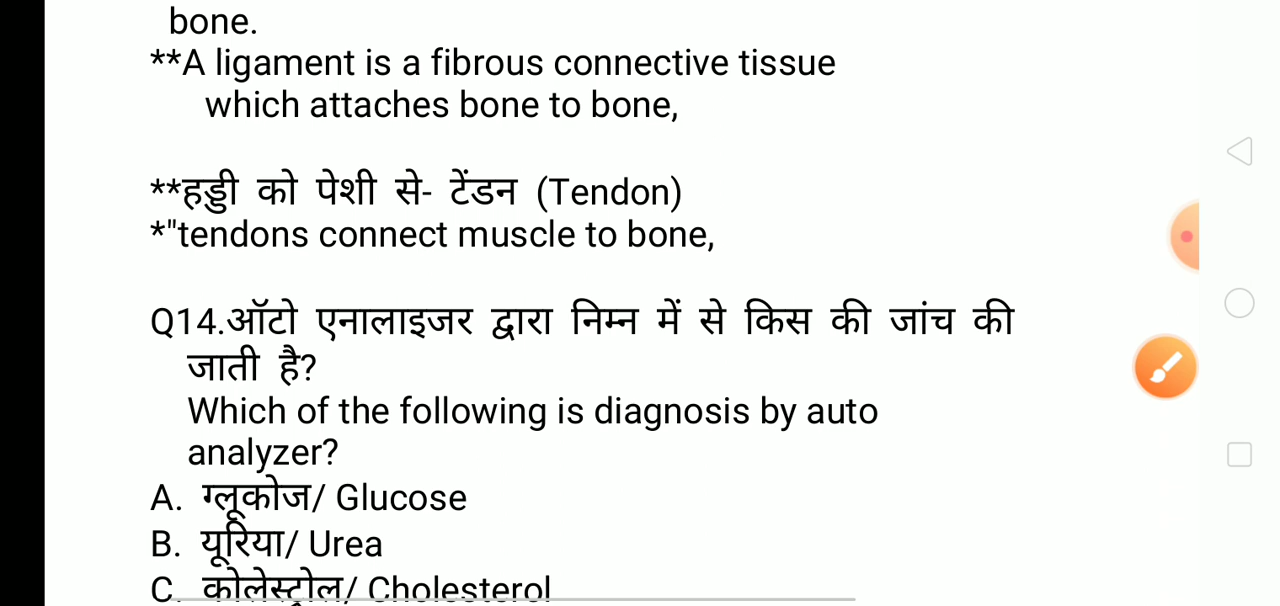 bone.
**A ligament is a fibrous connective tissue
which attaches bone to bone,
**हड्डी को पेशी से- टेंडन (Tendon)
*"tendons connect muscle to bone,
Q14.ऑटो एनालाइजर द्वारा निम्न में से किस की जांच की
जाती है?
Which of the following is diagnosis by auto
analyzer?
A. ग्लूकोज/ Glucose
B. यूरिया/ Urea
C. कोलेस्ट्रोल/ Cholesterol